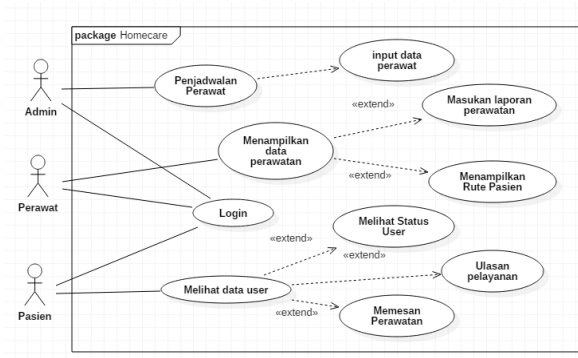 package Homecare
Admin
Perawat
Pasien
Penjadwalan
Perawat
input data
perawat
«extend»
Masukan laporan
perawatan
Menampilkan
data
perawatan
«extend»
Menampilkan
Rute Pasien
Login
Melihat Status
User
«extend»
«extend»
Ulasan
pelayanan
Melihat data user
«extend»
Memesan
Perawatan